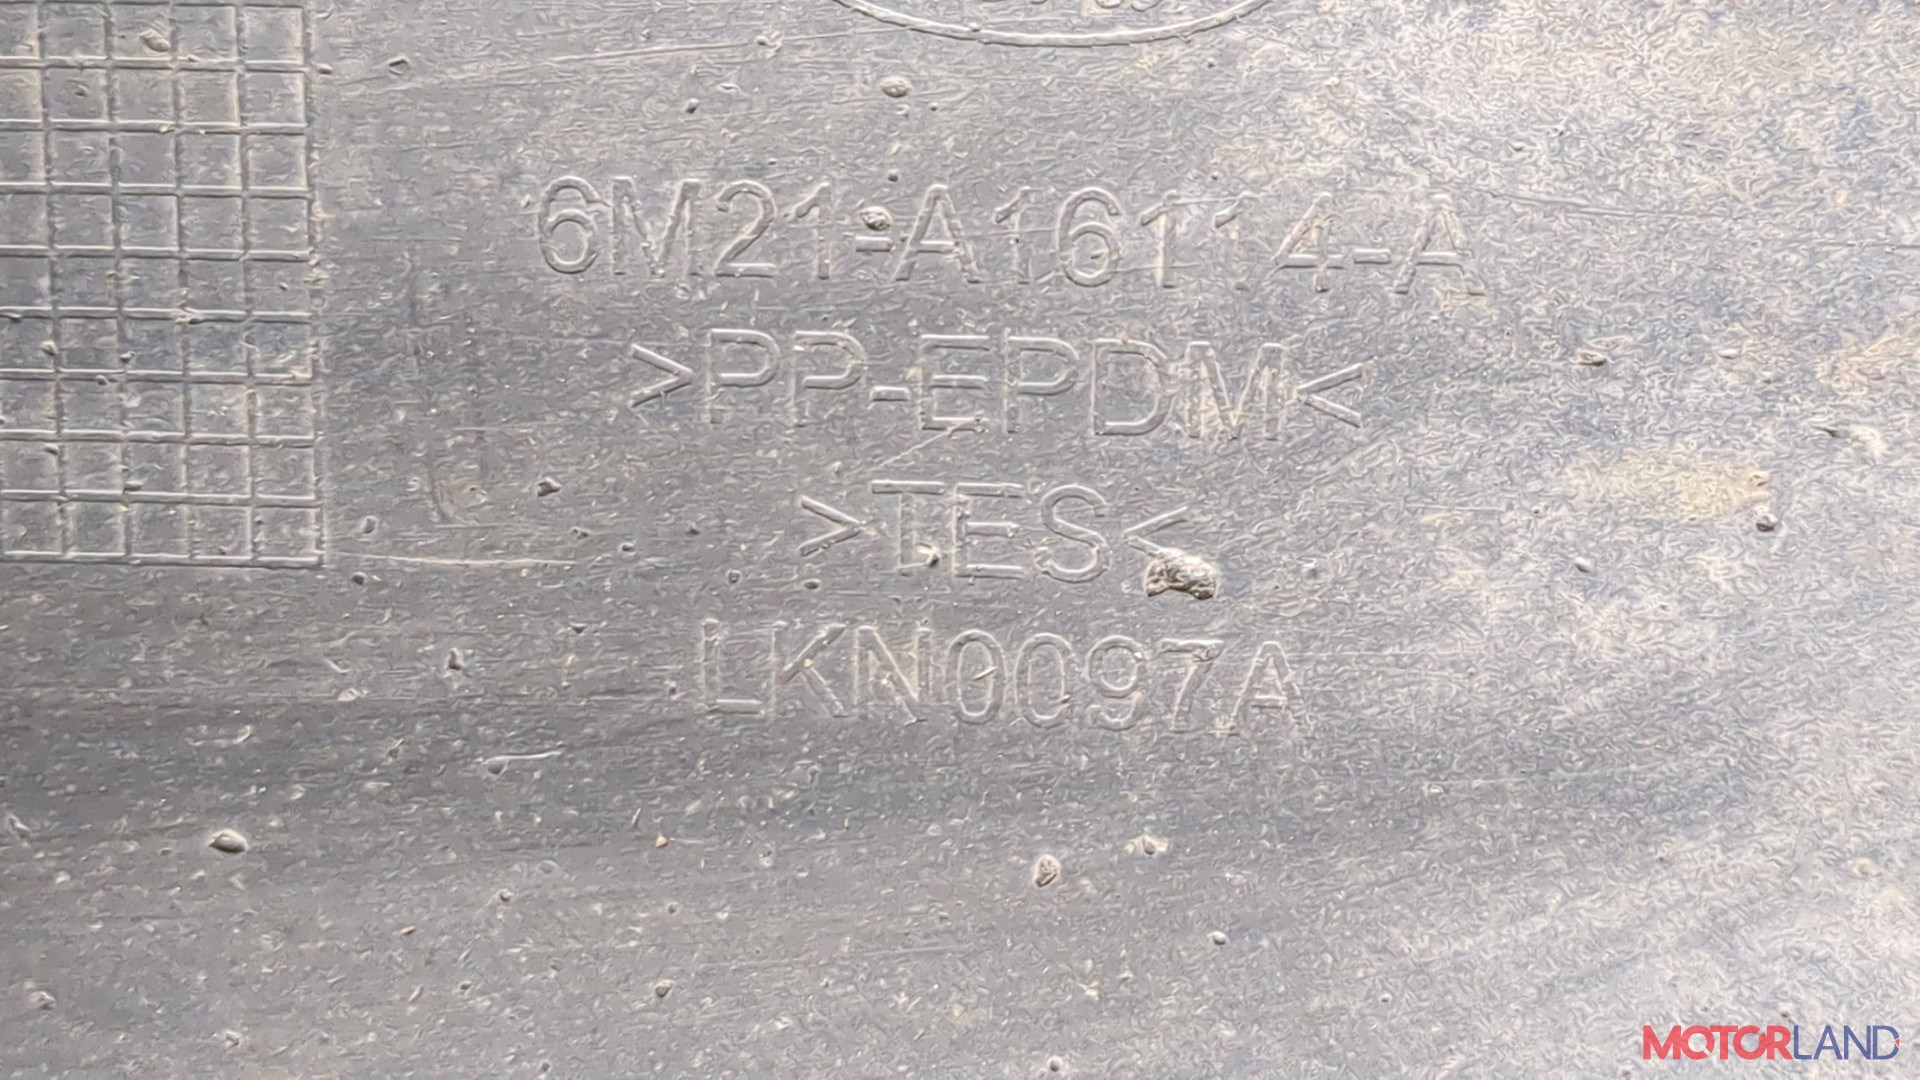 6M21-A16114-A
>PP-EPDM<
>TES<
LKN0097A
MOTORLAND